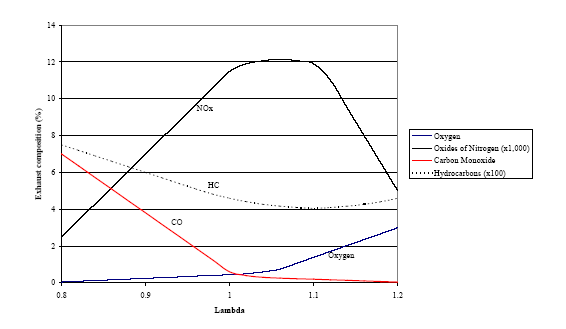 14
12
10
8
6
4
2
0
Exhaust composition (%)
NOx
HC
CO
Oxygen
0.8 0.9 1 1.1 1.2
Lambda
Oxygen
Oxides of Nitrogen (x1,000)
Carbon Monoxide
Hydrocarbons (x100)